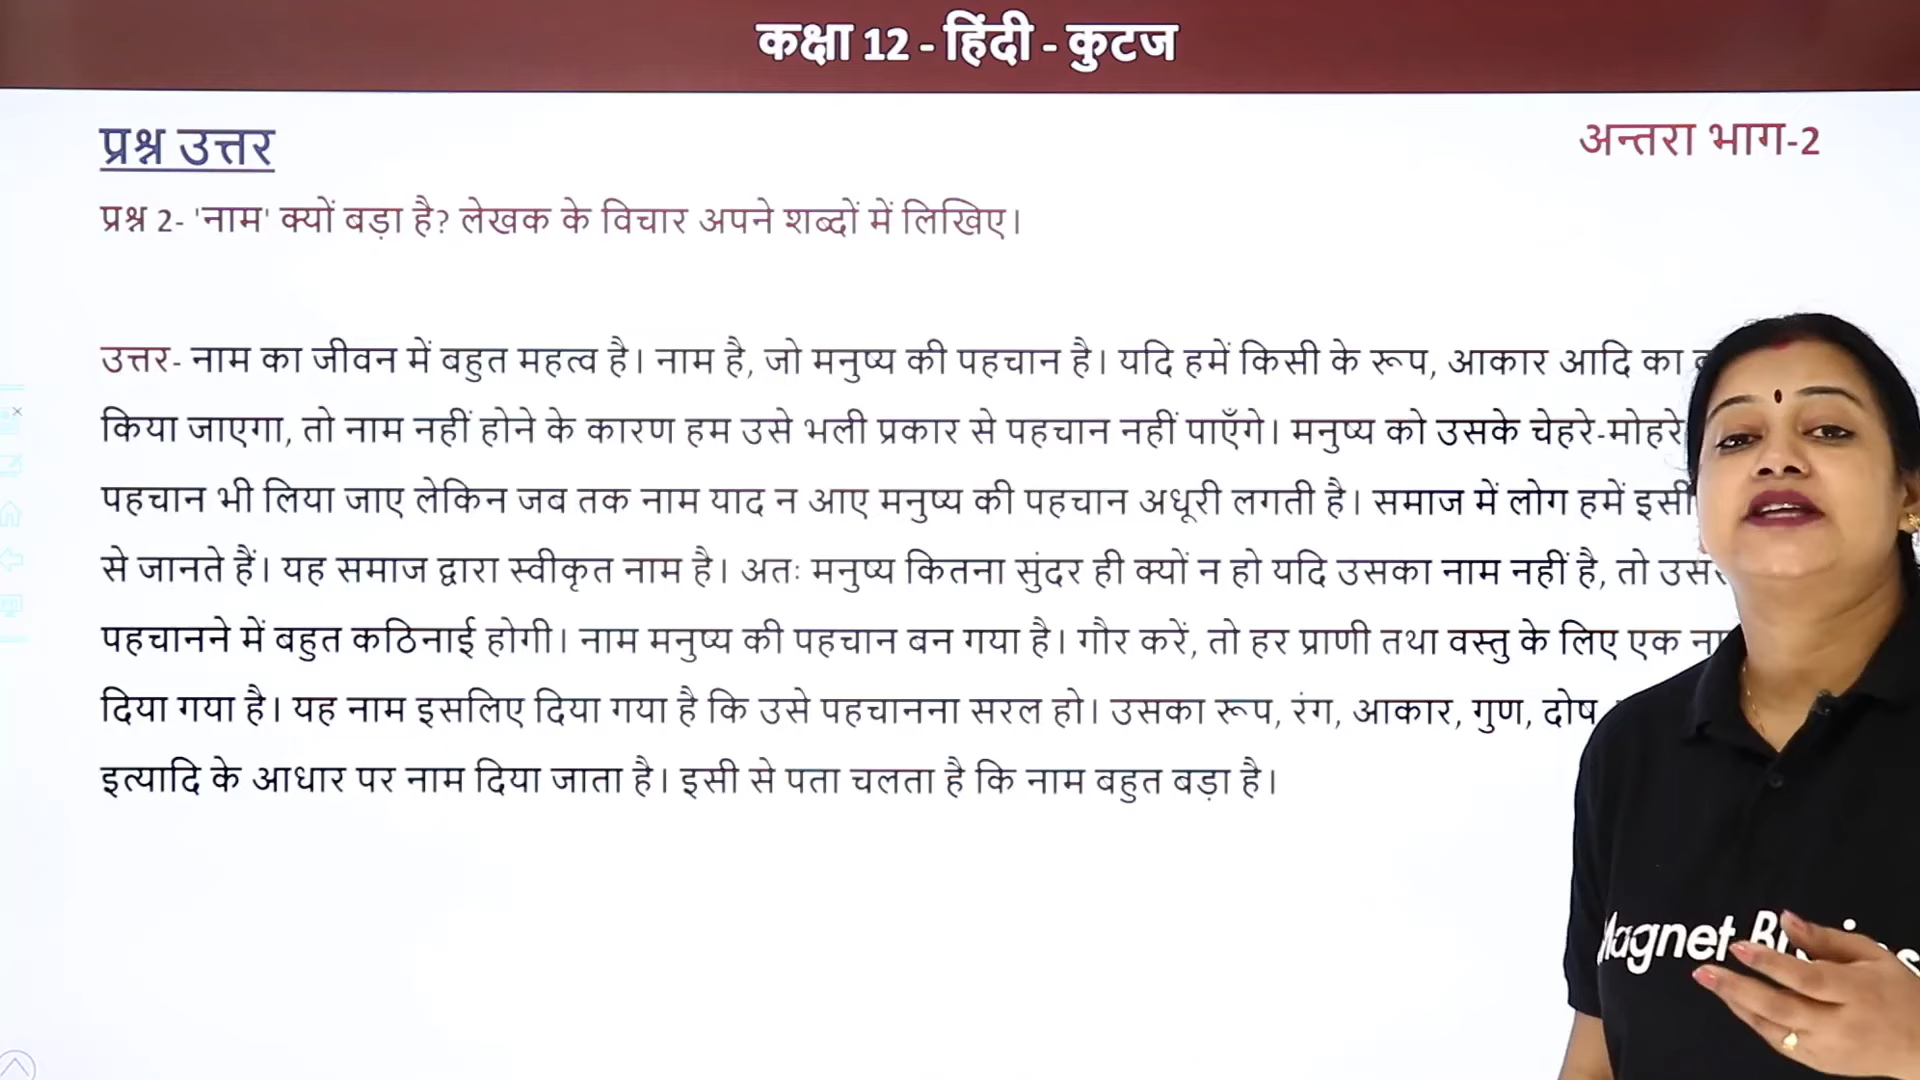 कक्षा 12 - हिंदी - कुटज
प्रश्न उत्तर
अन्तरा भाग-2
प्रश्न 2- 'नाम' क्यों बड़ा है? लेखक के विचार अपने शब्दों में लिखिए।
उत्तर- नाम का जीवन में बहुत महत्व है। नाम है, जो मनुष्य की पहचान है। यदि हमें किसी के रूप, आकार आदि का
किया जाएगा, तो नाम नहीं होने के कारण हम उसे भली प्रकार से पहचान नहीं पाएँगे। मनुष्य को उसके चेहरे-मोहरे
पहचान भी लिया जाए लेकिन जब तक नाम याद न आए मनुष्य की पहचान अधूरी लगती है। समाज में लोग हमें इसी
से जानते हैं। यह समाज द्वारा स्वीकृत नाम है। अतः मनुष्य कितना सुंदर ही क्यों न हो यदि उसका नाम नहीं है, तो
पहचानने में बहुत कठिनाई होगी। नाम मनुष्य की पहचान बन गया है। गौर करें, तो हर प्राणी तथा वस्तु के लिए एक
दिया गया है। यह नाम इसलिए दिया गया है कि उसे पहचानना सरल हो। उसका रूप, रंग, आकार, गुण, दोष
इत्यादि के आधार पर नाम दिया जाता है। इसी से पता चलता है कि नाम बहुत बड़ा है।